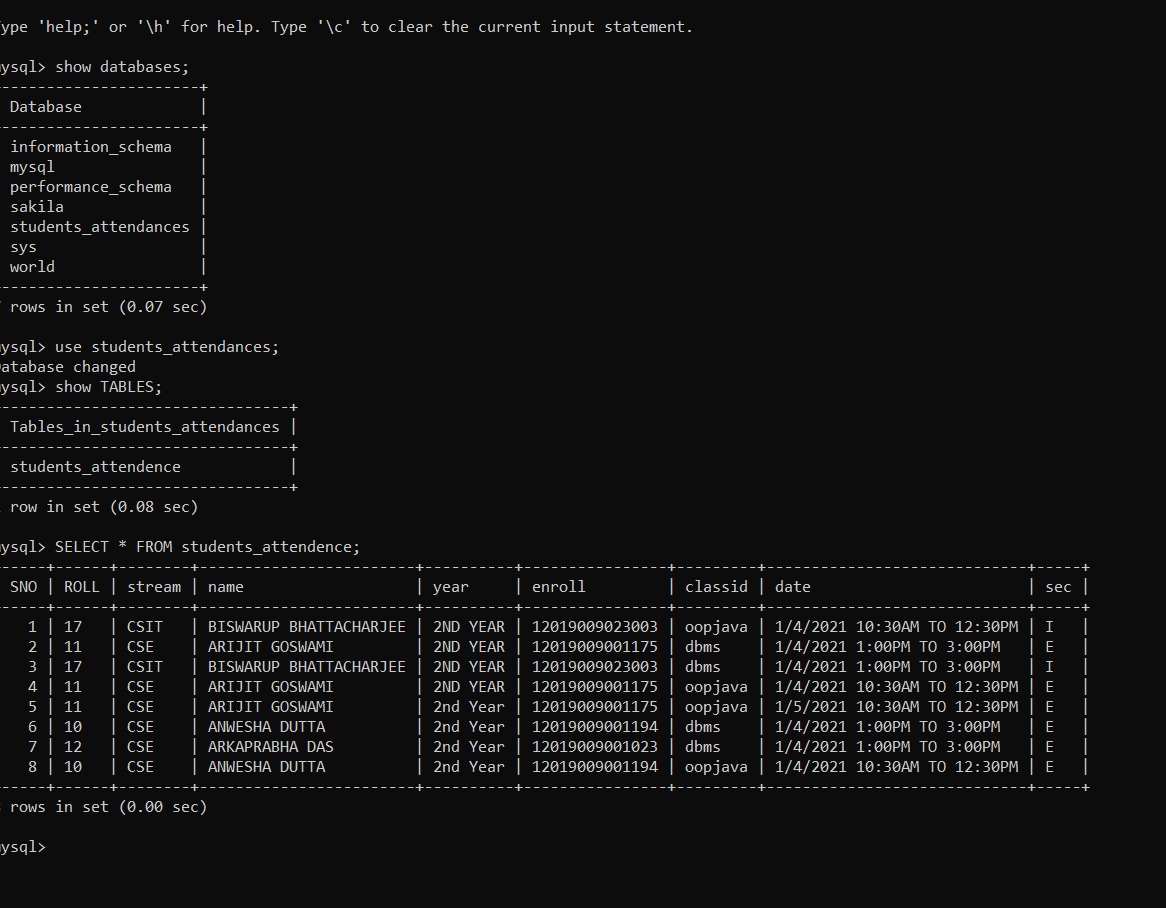 ype 'help;' or '\h' for help. Type '\c' to clear the current input statement.
ysql> show databases;
-----------------------+
Database |
-----------------------+
information_schema |
mysql |
performance_schema |
sakila |
students_attendances |
sys |
world |
-----------------------+
rows in set (0.07 sec)
ysql> use students_attendances;
atabase changed
ysql> show TABLES;
--------------------------------+
Tables_in_students_attendances |
--------------------------------+
students_attendence |
--------------------------------+
row in set (0.08 sec)
ysql> SELECT * FROM students_attendence;
-----+------+--------+------------------------+----------+----------------+---------+-----------------------------+-----+
SNO | ROLL | stream | name | year | enroll | classid | date | sec |
-----+------+--------+------------------------+----------+----------------+---------+-----------------------------+-----+
1 | 17 | CSIT | BISWARUP BHATTACHARJEE | 2ND YEAR | 12019009023003 | oopjava | 1/4/2021 10:30AM TO 12:30PM | I |
2 | 11 | CSE | ARIJIT GOSWAMI | 2ND YEAR | 12019009001175 | dbms | 1/4/2021 1:00PM TO 3:00PM | E |
3 | 17 | CSIT | BISWARUP BHATTACHARJEE | 2ND YEAR | 12019009023003 | dbms | 1/4/2021 1:00PM TO 3:00PM | I |
4 | 11 | CSE | ARIJIT GOSWAMI | 2ND YEAR | 12019009001175 | oopjava | 1/4/2021 10:30AM TO 12:30PM | E |
5 | 11 | CSE | ARIJIT GOSWAMI | 2nd Year | 12019009001175 | oopjava | 1/5/2021 10:30AM TO 12:30PM | E |
6 | 10 | CSE | ANWESHA DUTTA | 2nd Year | 12019009001194 | dbms | 1/4/2021 1:00PM TO 3:00PM | E |
7 | 12 | CSE | ARKAPRABHA DAS | 2nd Year | 12019009001023 | dbms | 1/4/2021 1:00PM TO 3:00PM | E |
8 | 10 | CSE | ANWESHA DUTTA | 2nd Year | 12019009001194 | oopjava | 1/4/2021 10:30AM TO 12:30PM | E |
-----+------+--------+------------------------+----------+----------------+---------+-----------------------------+-----+
rows in set (0.00 sec)
ysql>